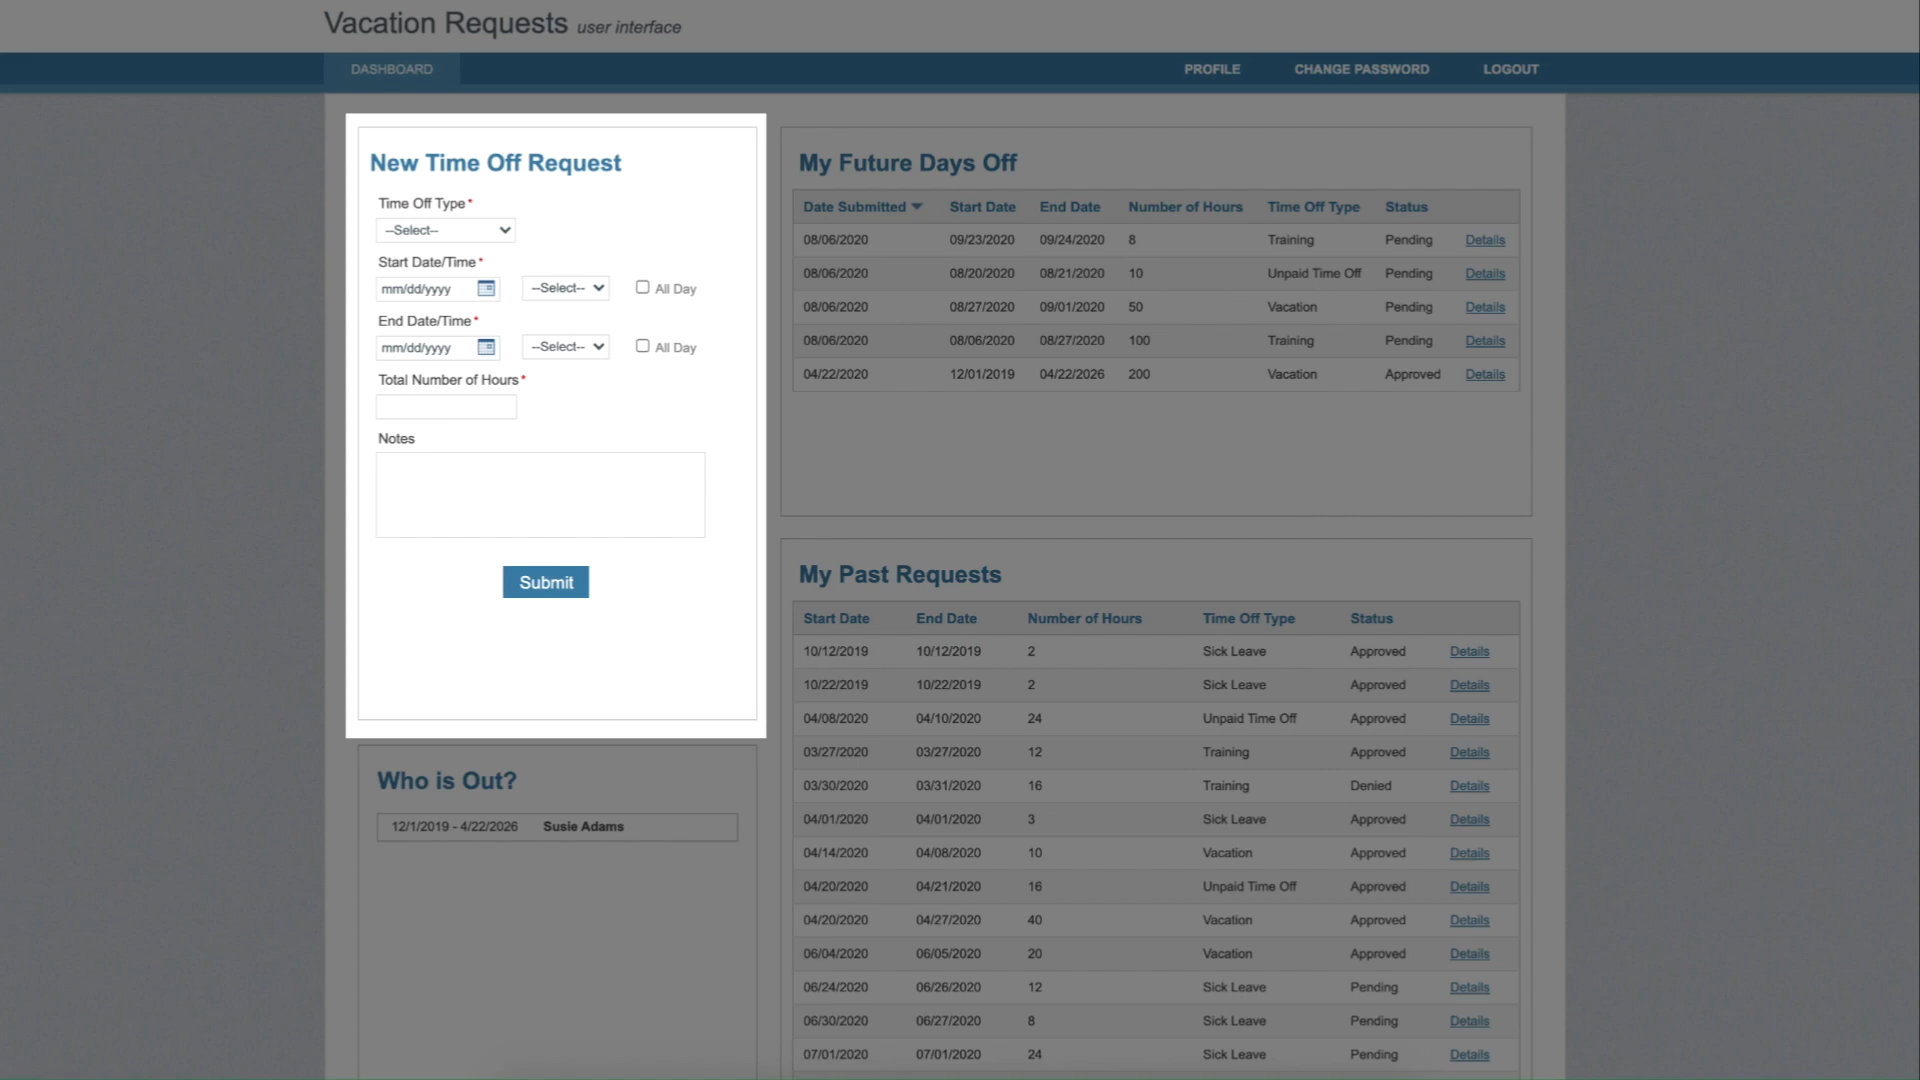 Vacation Requests user interface
DASHBOARD PROFILE CHANGE PASSWORD LOGOUT
New Time Off Request
Time Off Type*
--Select--
Start Date/Time*
mm/dd/yyyy --Select-- All Day
End Date/Time*
mm/dd/yyyy --Select-- All Day
Total Number of Hours*
Notes
Submit
Who is Out?
12/1/2019 - 4/22/2026 Susie Adams
My Future Days Off
Date Submitted Start Date End Date Number of Hours Time Off Type Status
08/06/2020 09/23/2020 09/24/2020 8 Training Pending Details
08/06/2020 08/20/2020 08/21/2020 10 Unpaid Time Off Pending Details
08/06/2020 08/27/2020 09/01/2020 50 Vacation Pending Details
08/06/2020 08/06/2020 08/27/2020 100 Training Pending Details
04/22/2020 12/01/2019 04/22/2026 200 Vacation Approved Details
My Past Requests
Start Date End Date Number of Hours Time Off Type Status
10/12/2019 10/12/2019 2 Sick Leave Approved Details
10/22/2019 10/22/2019 2 Sick Leave Approved Details
04/08/2020 04/10/2020 24 Unpaid Time Off Approved Details
03/27/2020 03/27/2020 12 Training Approved Details
03/30/2020 03/31/2020 16 Training Denied Details
04/01/2020 04/01/2020 3 Sick Leave Approved Details
04/14/2020 04/08/2020 10 Vacation Approved Details
04/20/2020 04/21/2020 16 Unpaid Time Off Approved Details
04/20/2020 04/27/2020 40 Vacation Approved Details
06/04/2020 06/05/2020 20 Vacation Approved Details
06/24/2020 06/26/2020 12 Sick Leave Pending Details
06/30/2020 06/27/2020 8 Sick Leave Pending Details
07/01/2020 07/01/2020 24 Sick Leave Pending Details